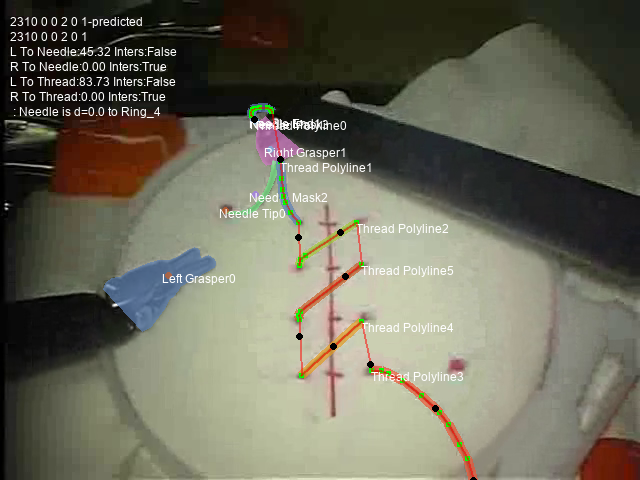 2310 0 0 2 0 1-predicted
2310 0 0 2 0 1
L To Needle:45.32 Inters:False
R To Needle:0.00 Inters:True
L To Thread:83.73 Inters:False
R To Thread:0.00 Inters:True
: Needle is d=0.0 to Ring_4
Right Grasper1
Thread Polyline1
Mask2
Needle Tip0
Thread Polyline2
Thread Polyline5
Left Grasper0
Thread Polyline4
Thread Polyline3